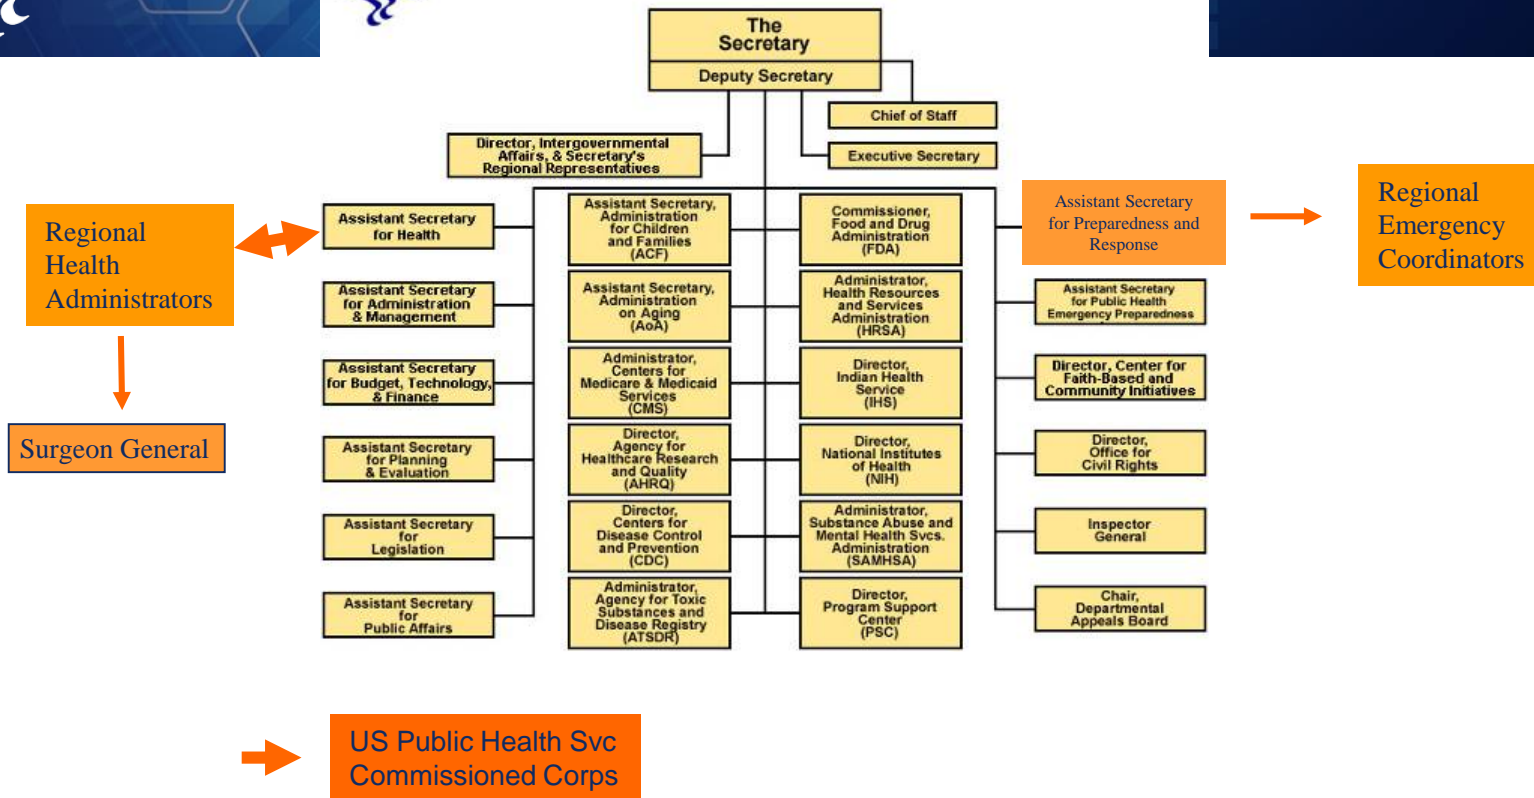 The
Secretary
Deputy Secretary
Chief of Staff
Director, Intergovernmental
Affairs, & Secretary's
Regional Representatives
Executive Secretary
Regional
Health
Administrators
Surgeon General
Assistant Secretary
for Health
Assistant Secretary
for Administration
& Management
Assistant Secretary
for Budget, Technology,
& Finance
Assistant Secretary
for Planning
& Evaluation
Assistant Secretary
for
Legislation
Assistant Secretary
for
Public Affairs
Assistant Secretary,
Administration
for Children
and Families
(ACF)
Assistant Secretary,
Administration
on Aging
(AoA)
Administrator,
Centers for
Medicare & Medicaid
Services
(CMS)
Director,
Agency for
Healthcare Research
and Quality
(AHRQ)
Director,
Centers for
Disease Control
and Prevention
(CDC)
Administrator,
Agency for Toxic
Substances and
Disease Registry
(ATSDR)
Commissioner,
Food and Drug
Administration
(FDA)
Administrator,
Health Resources
and Services
Administration
(HRSA)
Director,
Indian Health
Service
(IHS)
Director,
National Institutes
of Health
(NIH)
Administrator,
Substance Abuse and
Mental Health Svcs.
Administration
(SAMHSA)
Director,
Program Support
Center
(PSC)
Assistant Secretary
for Preparedness and
Response
Assistant Secretary
for Public Health
Emergency Preparedness
Director, Center for
Faith-Based and
Community Initiatives
Director,
Office for
Civil Rights
Inspector
General
Chair,
Departmental
Appeals Board
Regional
Emergency
Coordinators
US Public Health Svc
Commissioned Corps